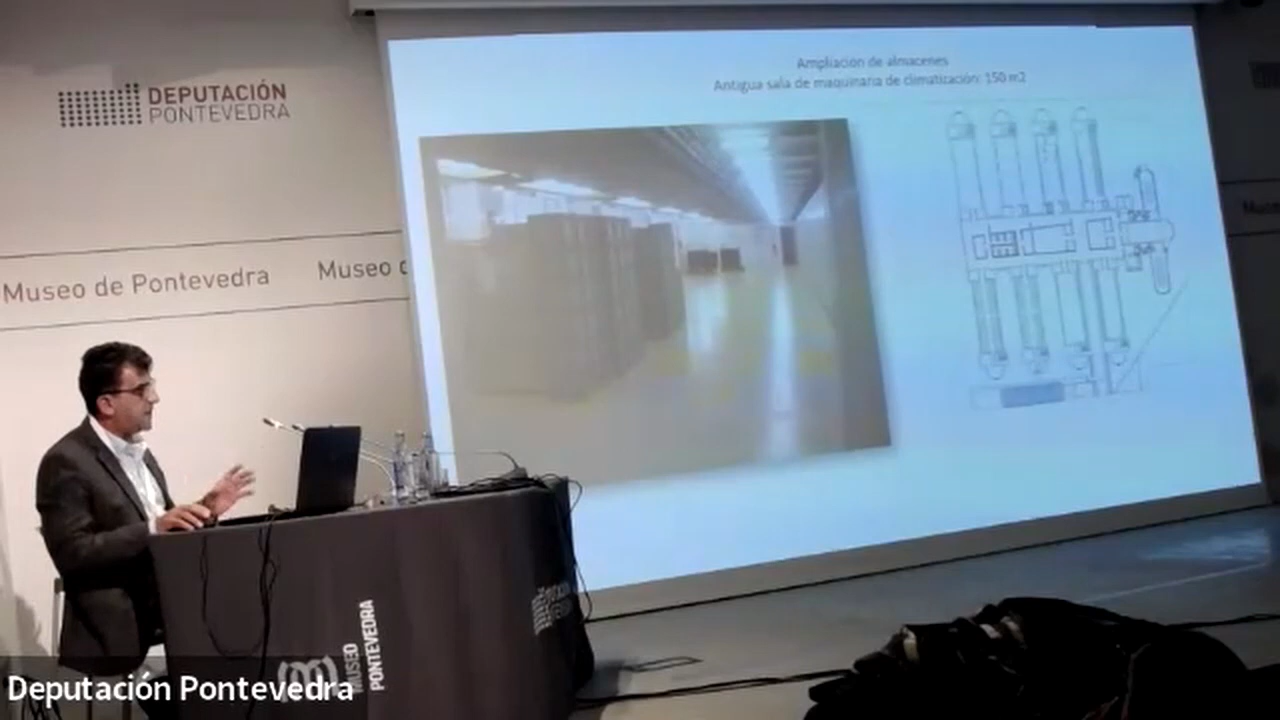 DEPUTACIÓN
PONTEVEDRA
Ampliación de almacenes
Antigua sala de maquinaria de climatización: 150 m2
Museo de Pontevedra
Museo d
MUSEO
PONTEVEDRA
Deputación Pontevedra